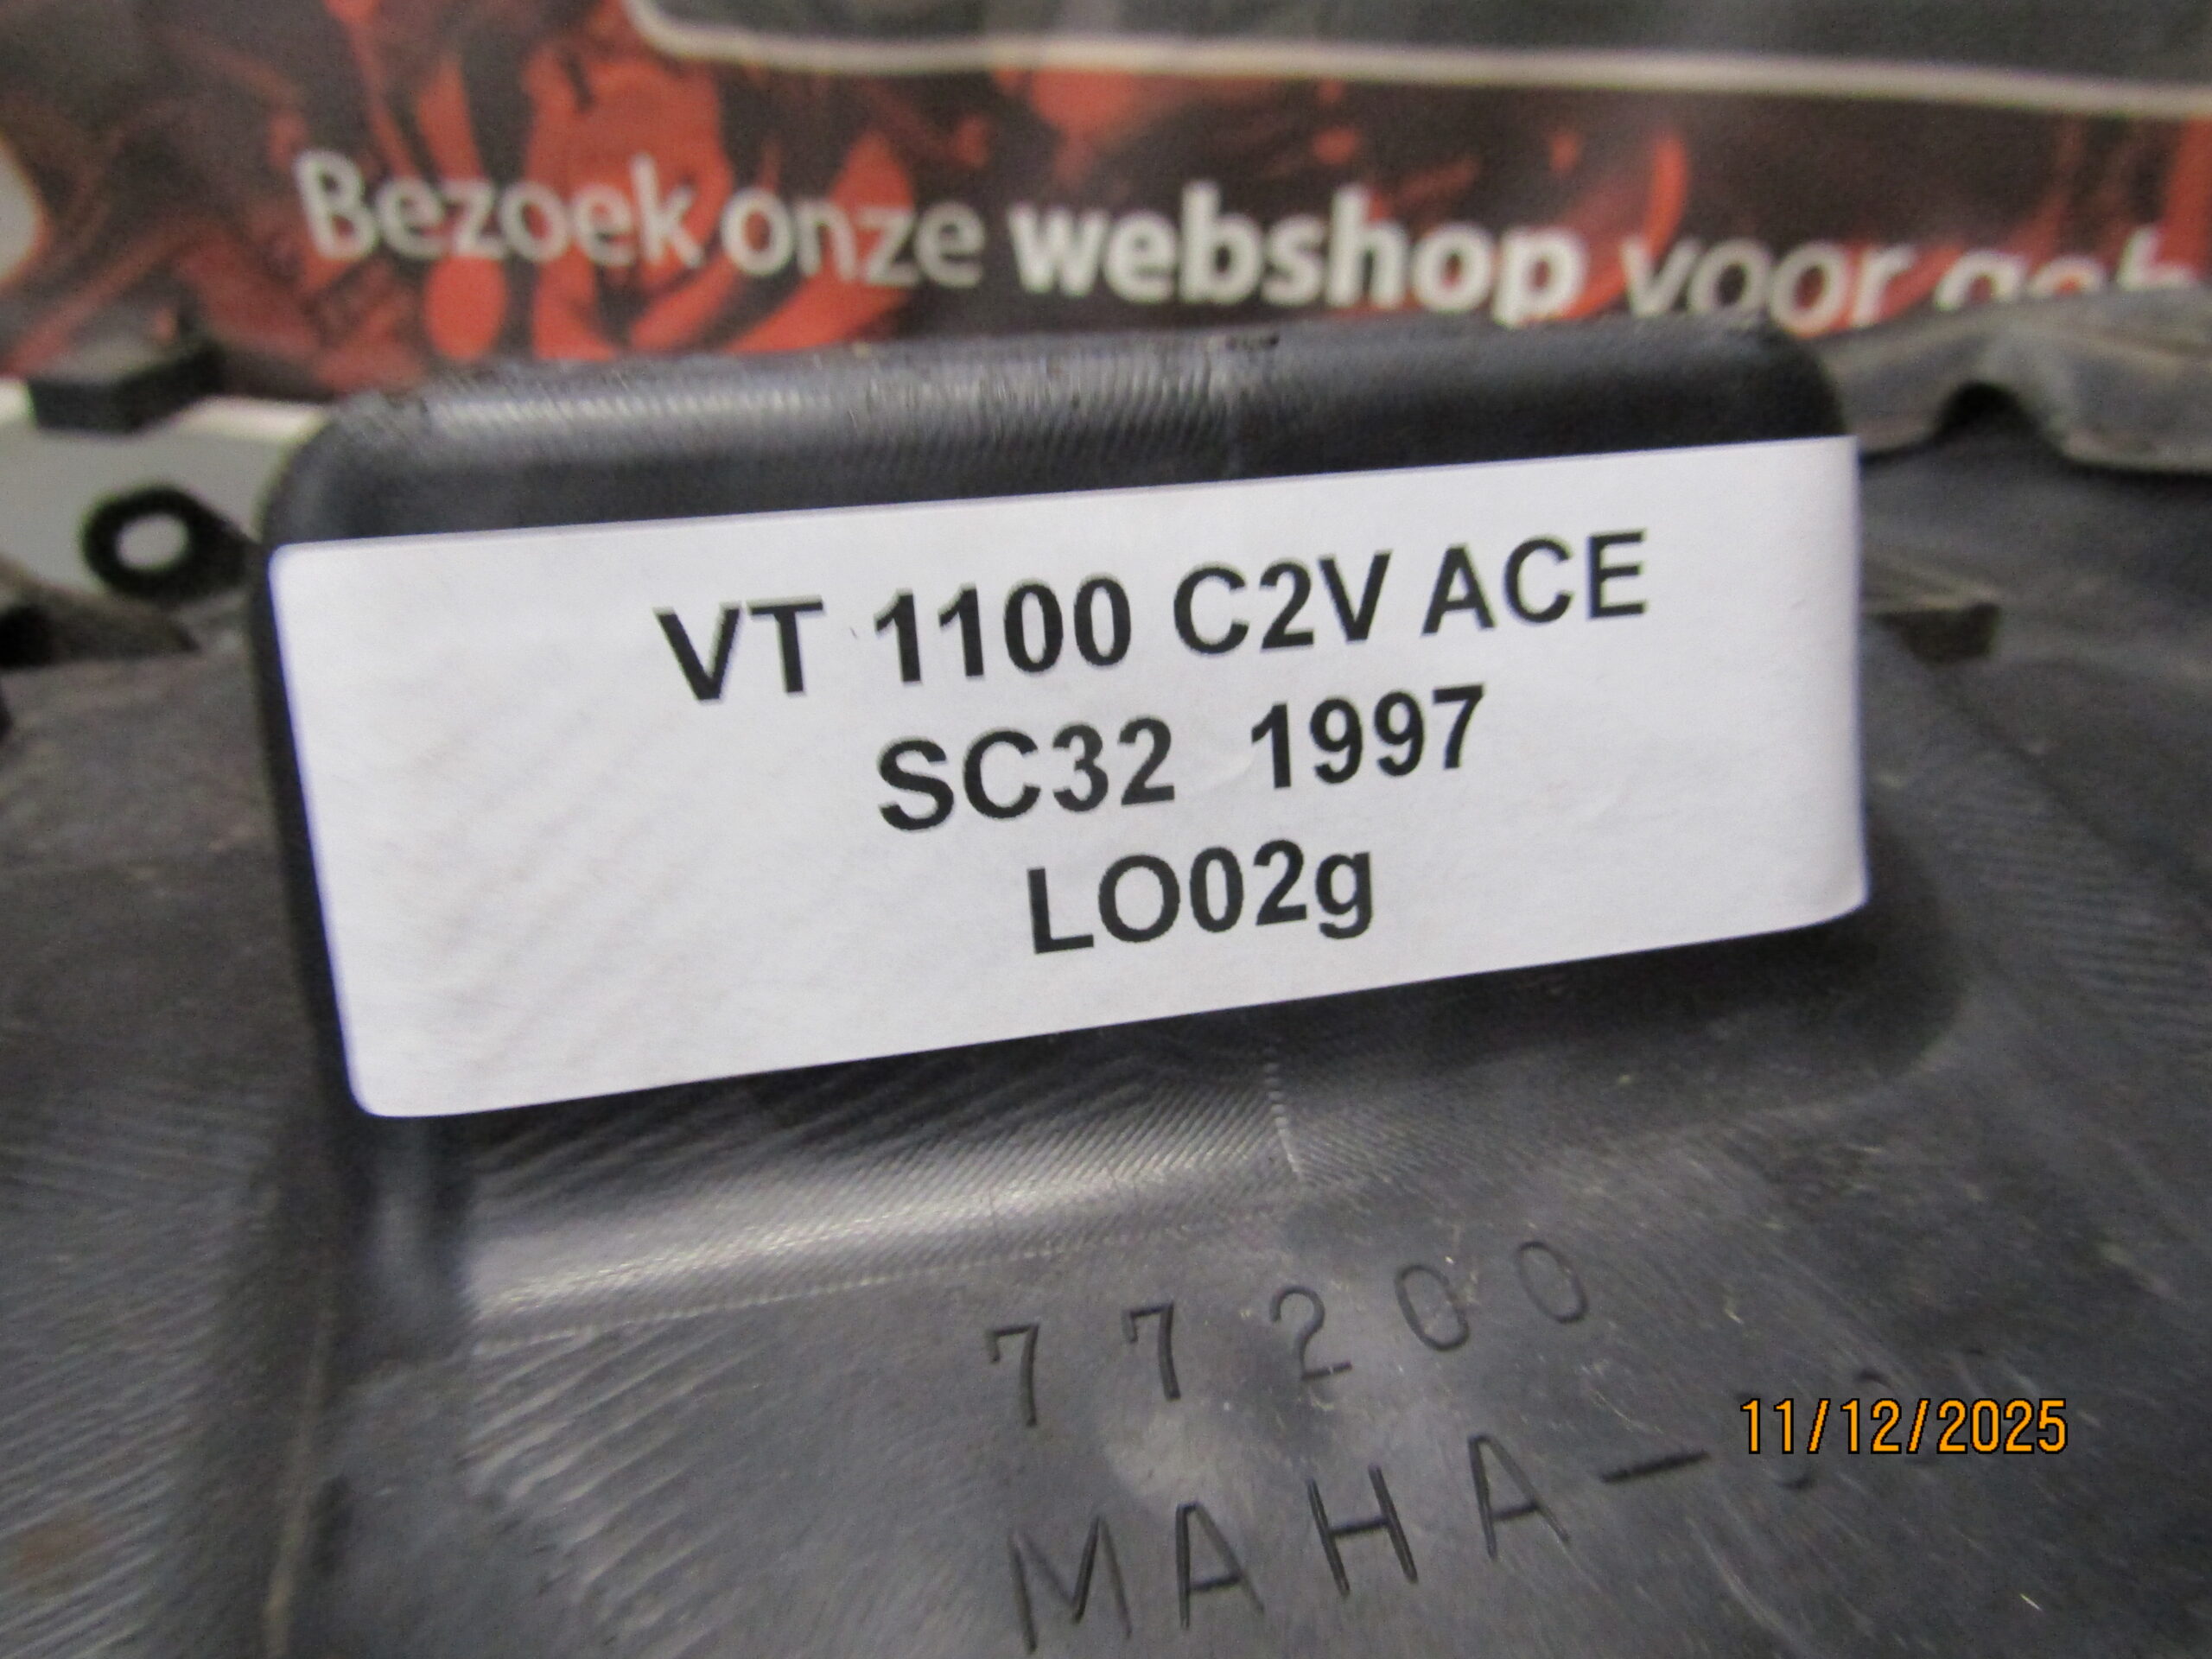 Bezoek onze webshop voor
VT 1100 C2V ACE
SC32 1997
LO02g
77200
MAHA-
11/12/2025